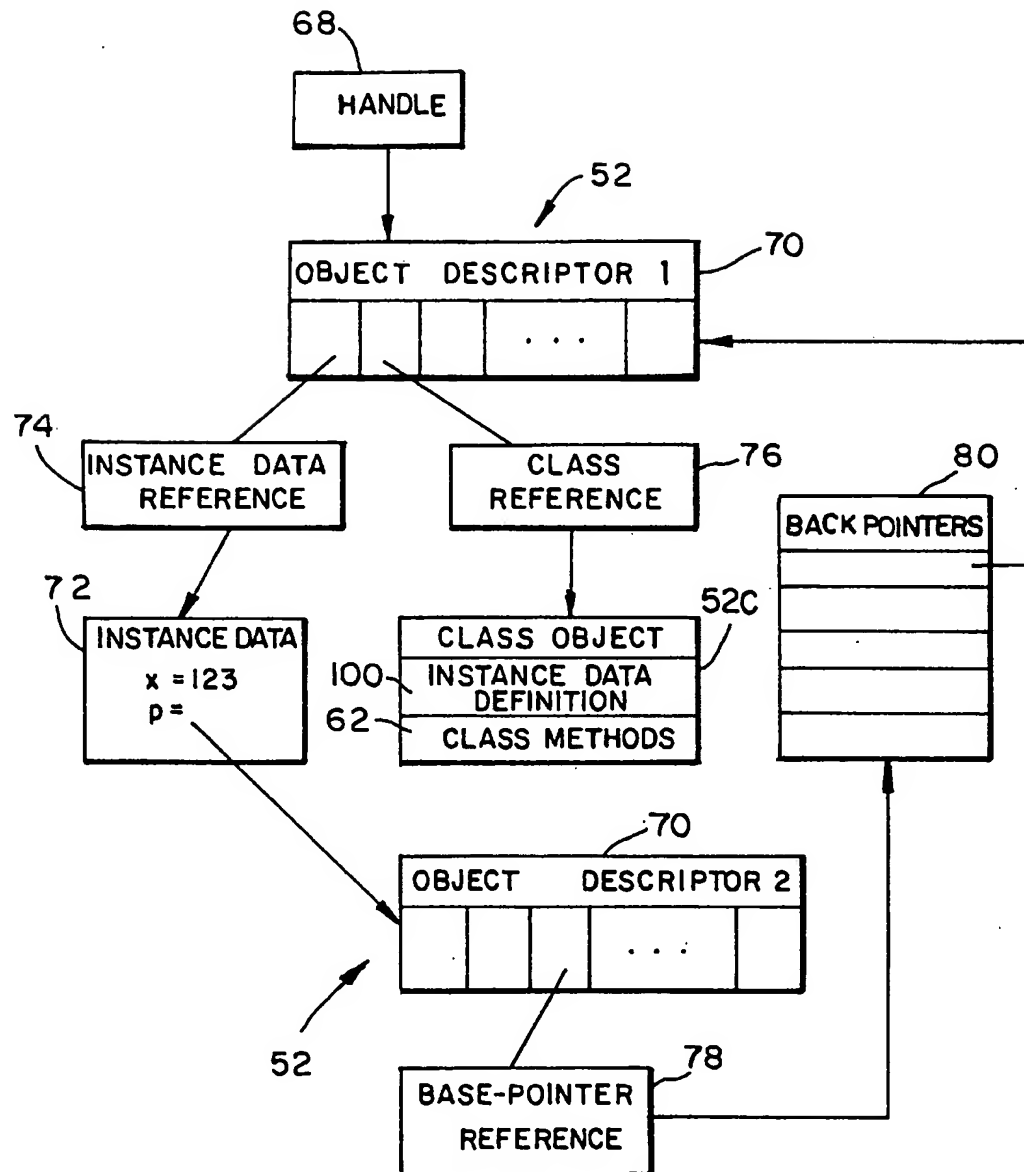 68
HANDLE
52
70
OBJECT DESCRIPTOR 1
. . .
74
INSTANCE DATA
REFERENCE
CLASS
REFERENCE
76
80
BACK POINTERS
72
INSTANCE DATA
x = 123
p =
52C
CLASS OBJECT
100
INSTANCE DATA
DEFINITION
62
CLASS METHODS
70
OBJECT DESCRIPTOR 2
. . .
52
78
BASE-POINTER
REFERENCE